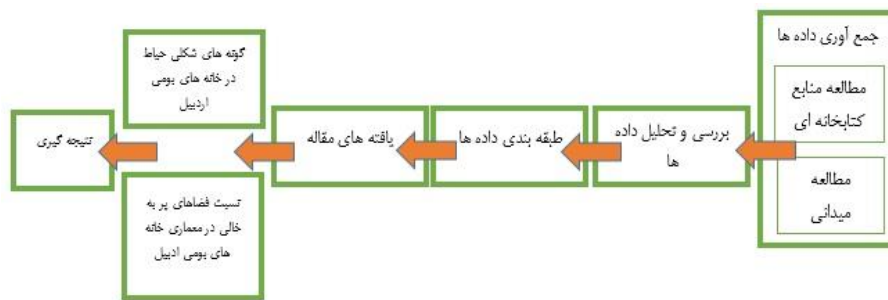 جمع آوری داده ها
مطالعه منابع
کتابخانه ای
مطالعه
میدانی
بررسی و تحلیل داده
ها
طبقه بندی داده ها
یافته های مقاله
گونه های شکلی حیاط
در خانه های بومی
اردبیل
نسبت فضاهای پر به
خالی در معماری خانه
های بومی ادبیل
نتیجه گیری